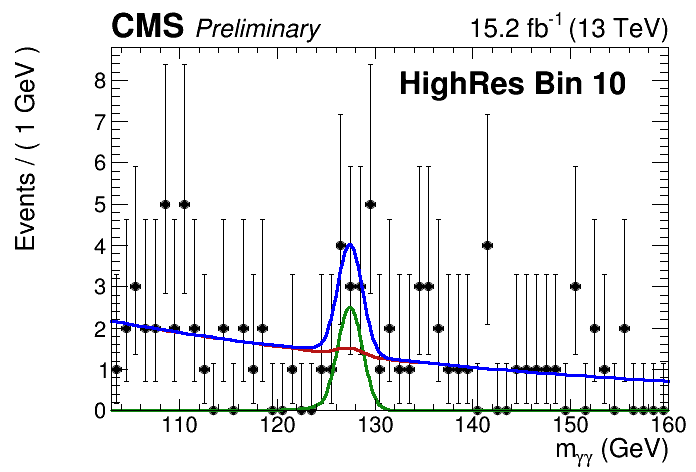 CMS Preliminary 15.2 fb-1 (13 TeV)
HighRes Bin 10
Events / ( 1 GeV )
8
7
6
5
4
3
2
1
0
110 120 130 140 150 160
mγγ (GeV)